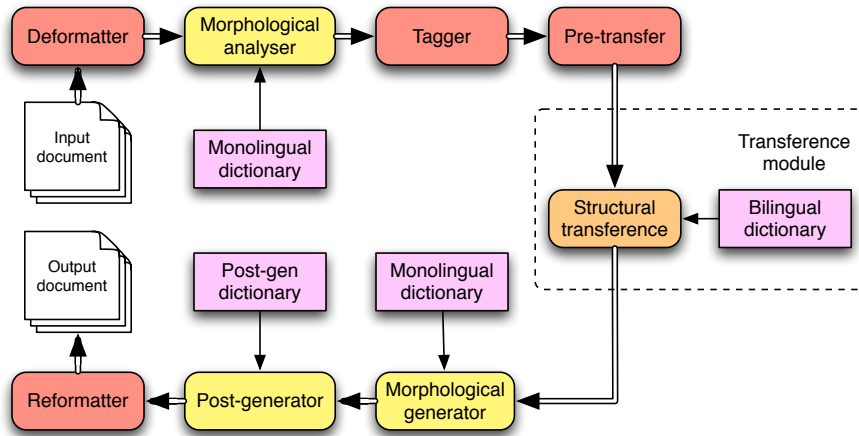 Deformatter
Morphological
analyser
Tagger
Pre-transfer
Input
document
Monolingual
dictionary
Transference
module
Structural
transference
Bilingual
dictionary
Output
document
Post-gen
dictionary
Monolingual
dictionary
Reformatter
Post-generator
Morphological
generator